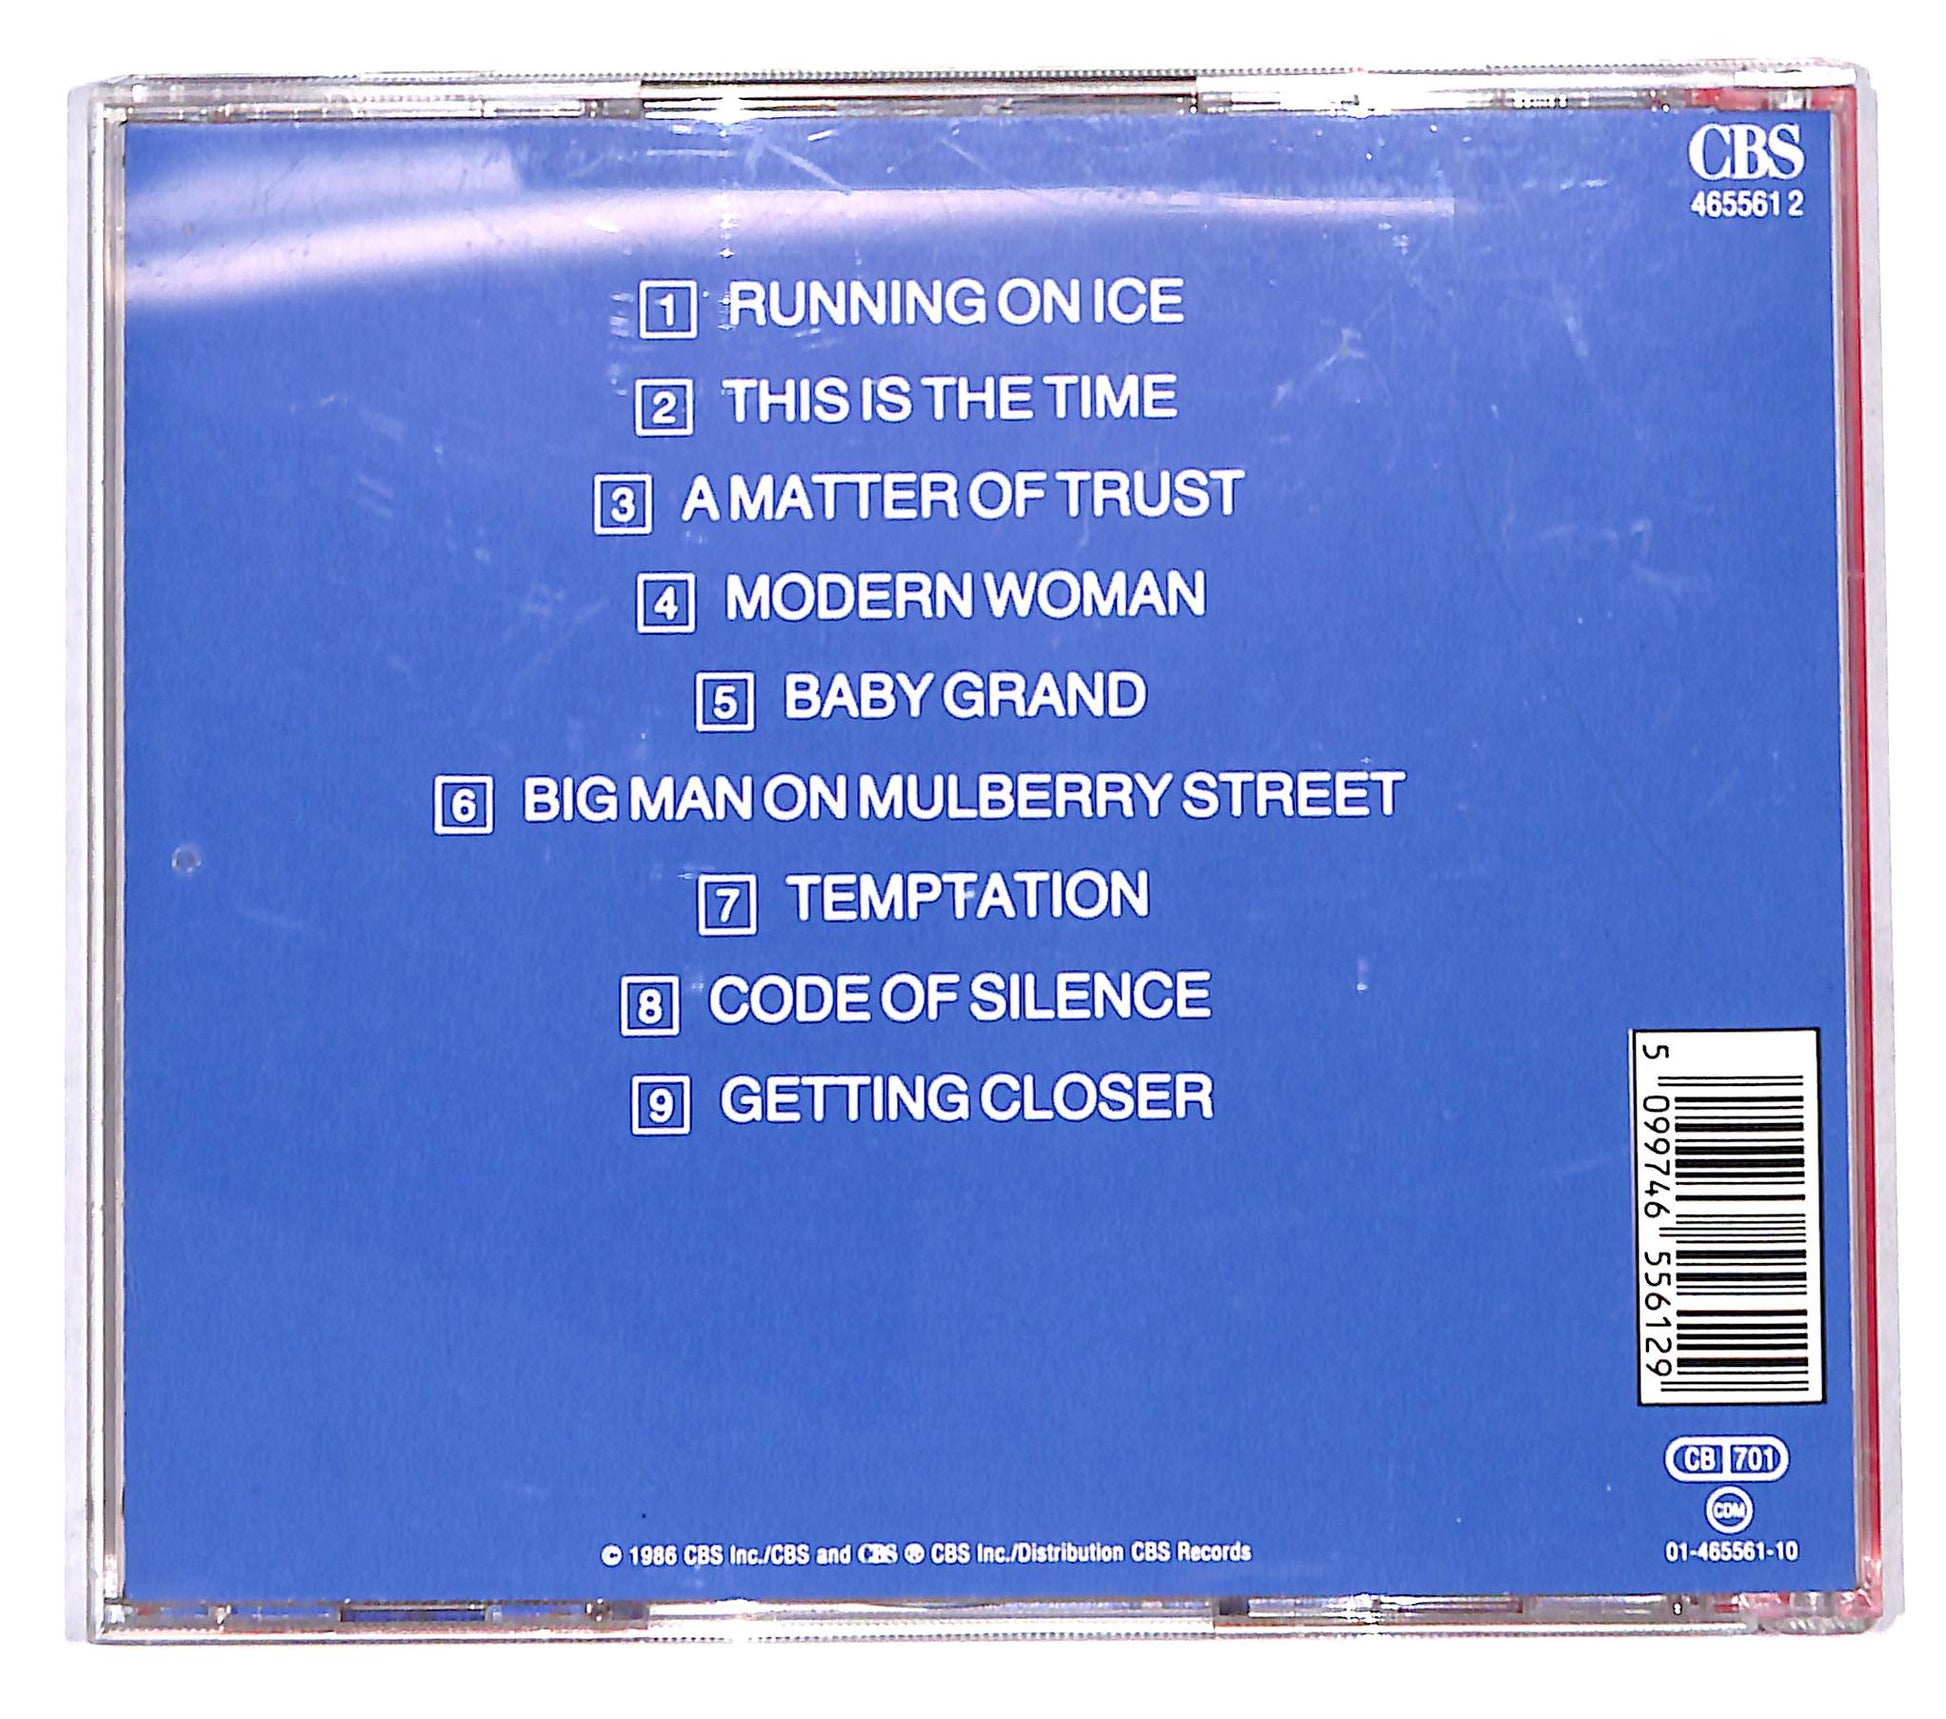 CBS
465561 2
1 RUNNING ON ICE
2 THIS IS THE TIME
3 A MATTER OF TRUST
4 MODERN WOMAN
5 BABY GRAND
6 BIG MAN ON MULBERRY STREET
7 TEMPTATION
8 CODE OF SILENCE
9 GETTING CLOSER
5 099746 556129
CB 701
CDM
01-465561-10
© 1986 CBS Inc./CBS and CBS ® CBS Inc./Distribution CBS Records